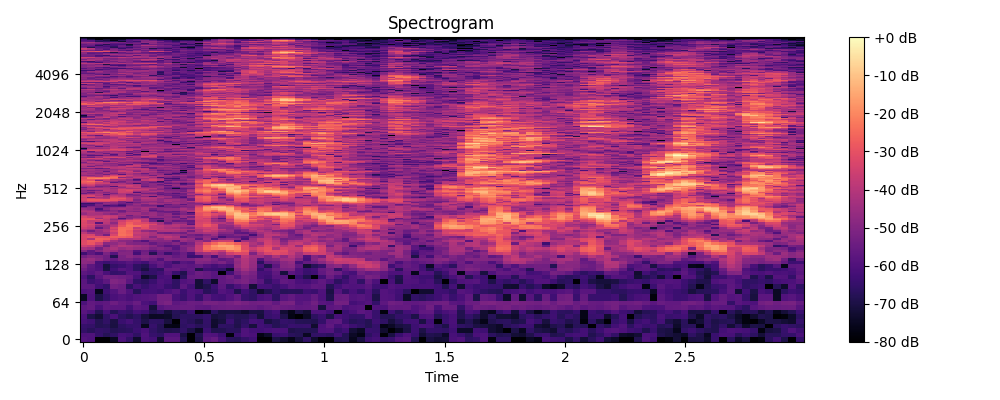 Spectrogram
Hz
4096
2048
1024
512
256
128
64
0
0 0.5 1 1.5 2 2.5
Time
+0 dB
-10 dB
-20 dB
-30 dB
-40 dB
-50 dB
-60 dB
-70 dB
-80 dB